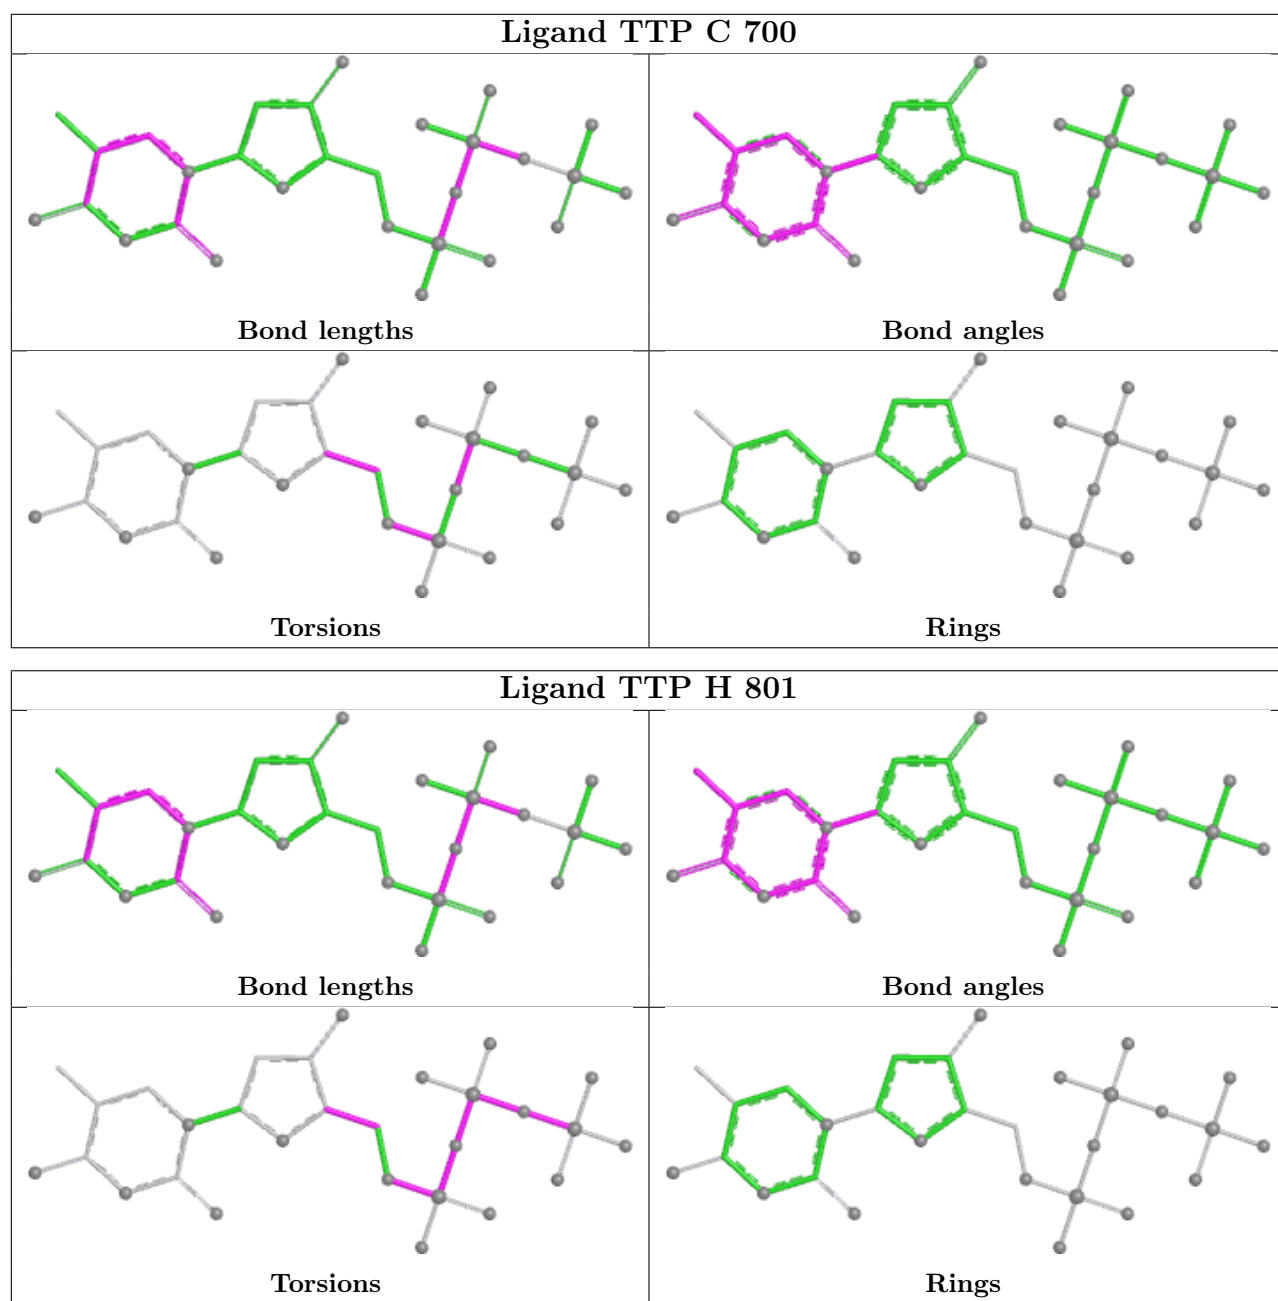 Ligand TTP C 700
Bond lengths
Bond angles
Torsions
Rings
Ligand TTP H 801
Bond lengths
Bond angles
Torsions
Rings